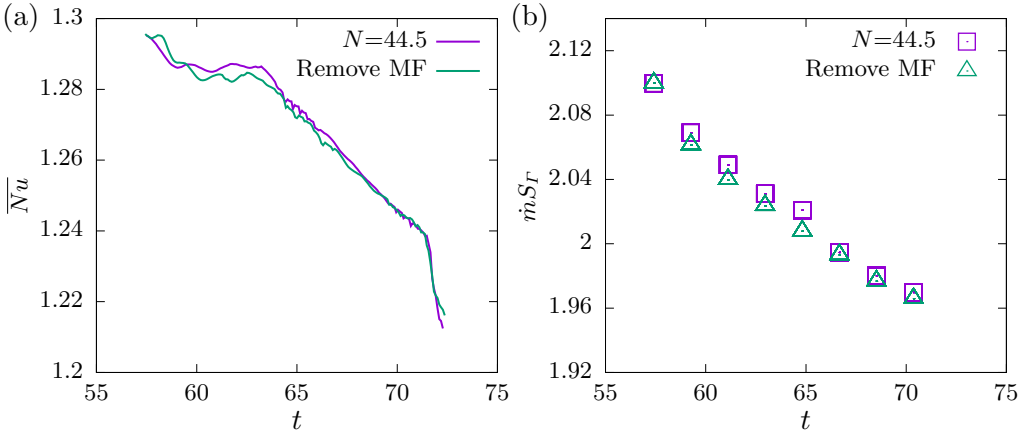 (a)
1.3
1.28
1.26
1.24
1.22
1.2
55 60 65 70 75
N̅u̅
t
N=44.5
Remove MF
(b)
2.12
2.08
2.04
2
1.96
1.92
55 60 65 70 75
ṁS_Γ
t
N=44.5
Remove MF